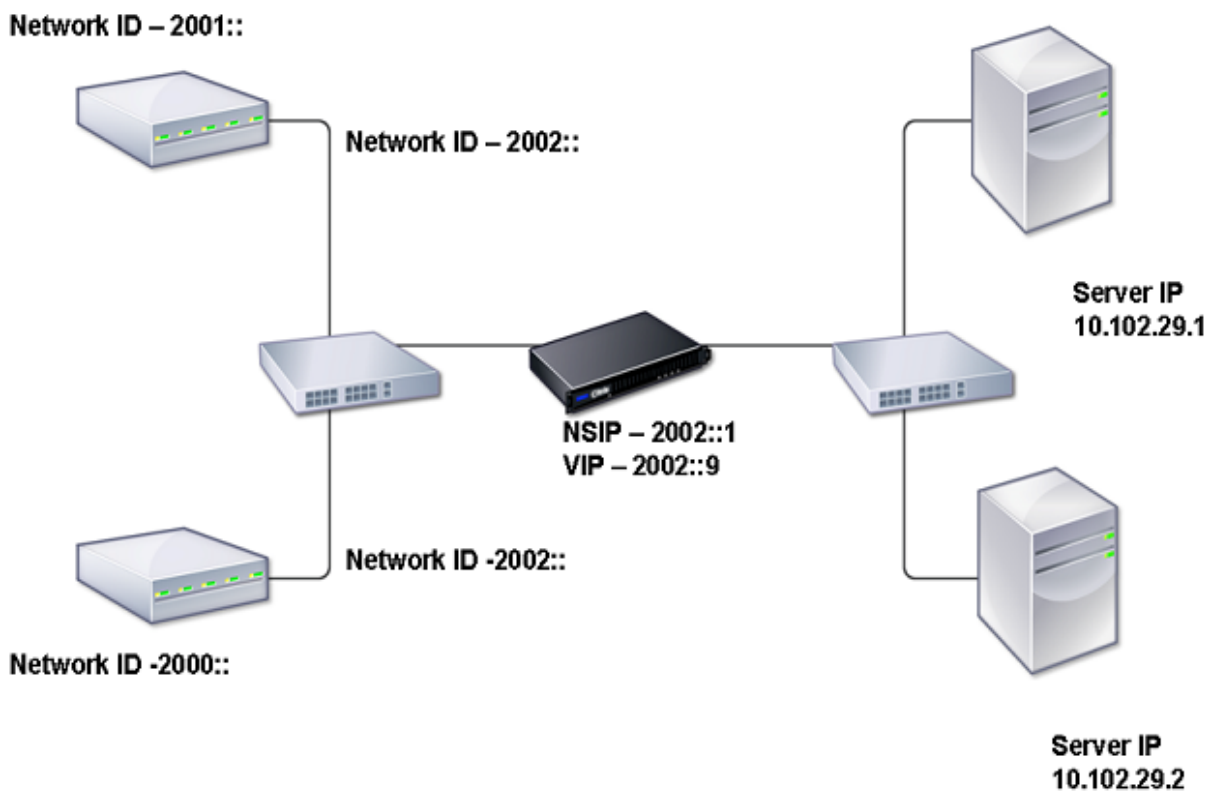 Network ID – 2001::
Network ID – 2002::
Server IP
10.102.29.1
Citrix
NSIP – 2002::1
VIP – 2002::9
Network ID -2002::
Network ID -2000::
Server IP
10.102.29.2